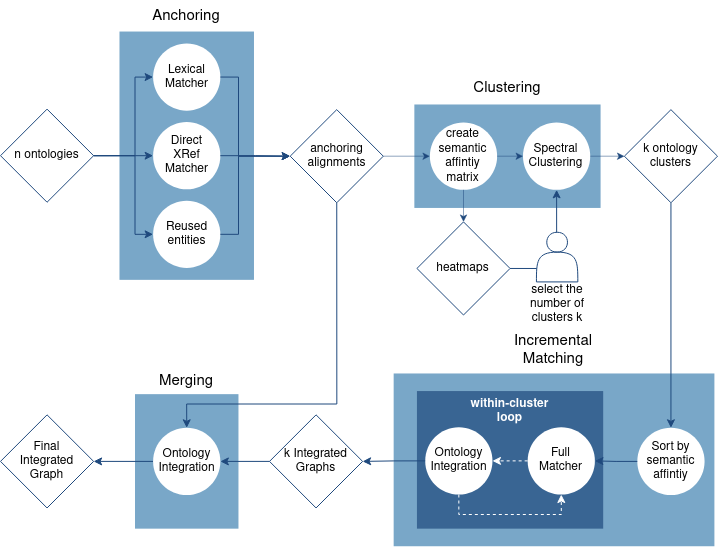 Anchoring
Lexical
Matcher
n ontologies
Direct
XRef
Matcher
Reused
entities
anchoring
alignments
Clustering
create
semantic
affintiy
matrix
Spectral
Clustering
k ontology
clusters
heatmaps
select the
number of
clusters k
Incremental
Matching
within-cluster
loop
Sort by
semantic
affintiy
Full
Matcher
Ontology
Integration
k Integrated
Graphs
Merging
Ontology
Integration
Final
Integrated
Graph